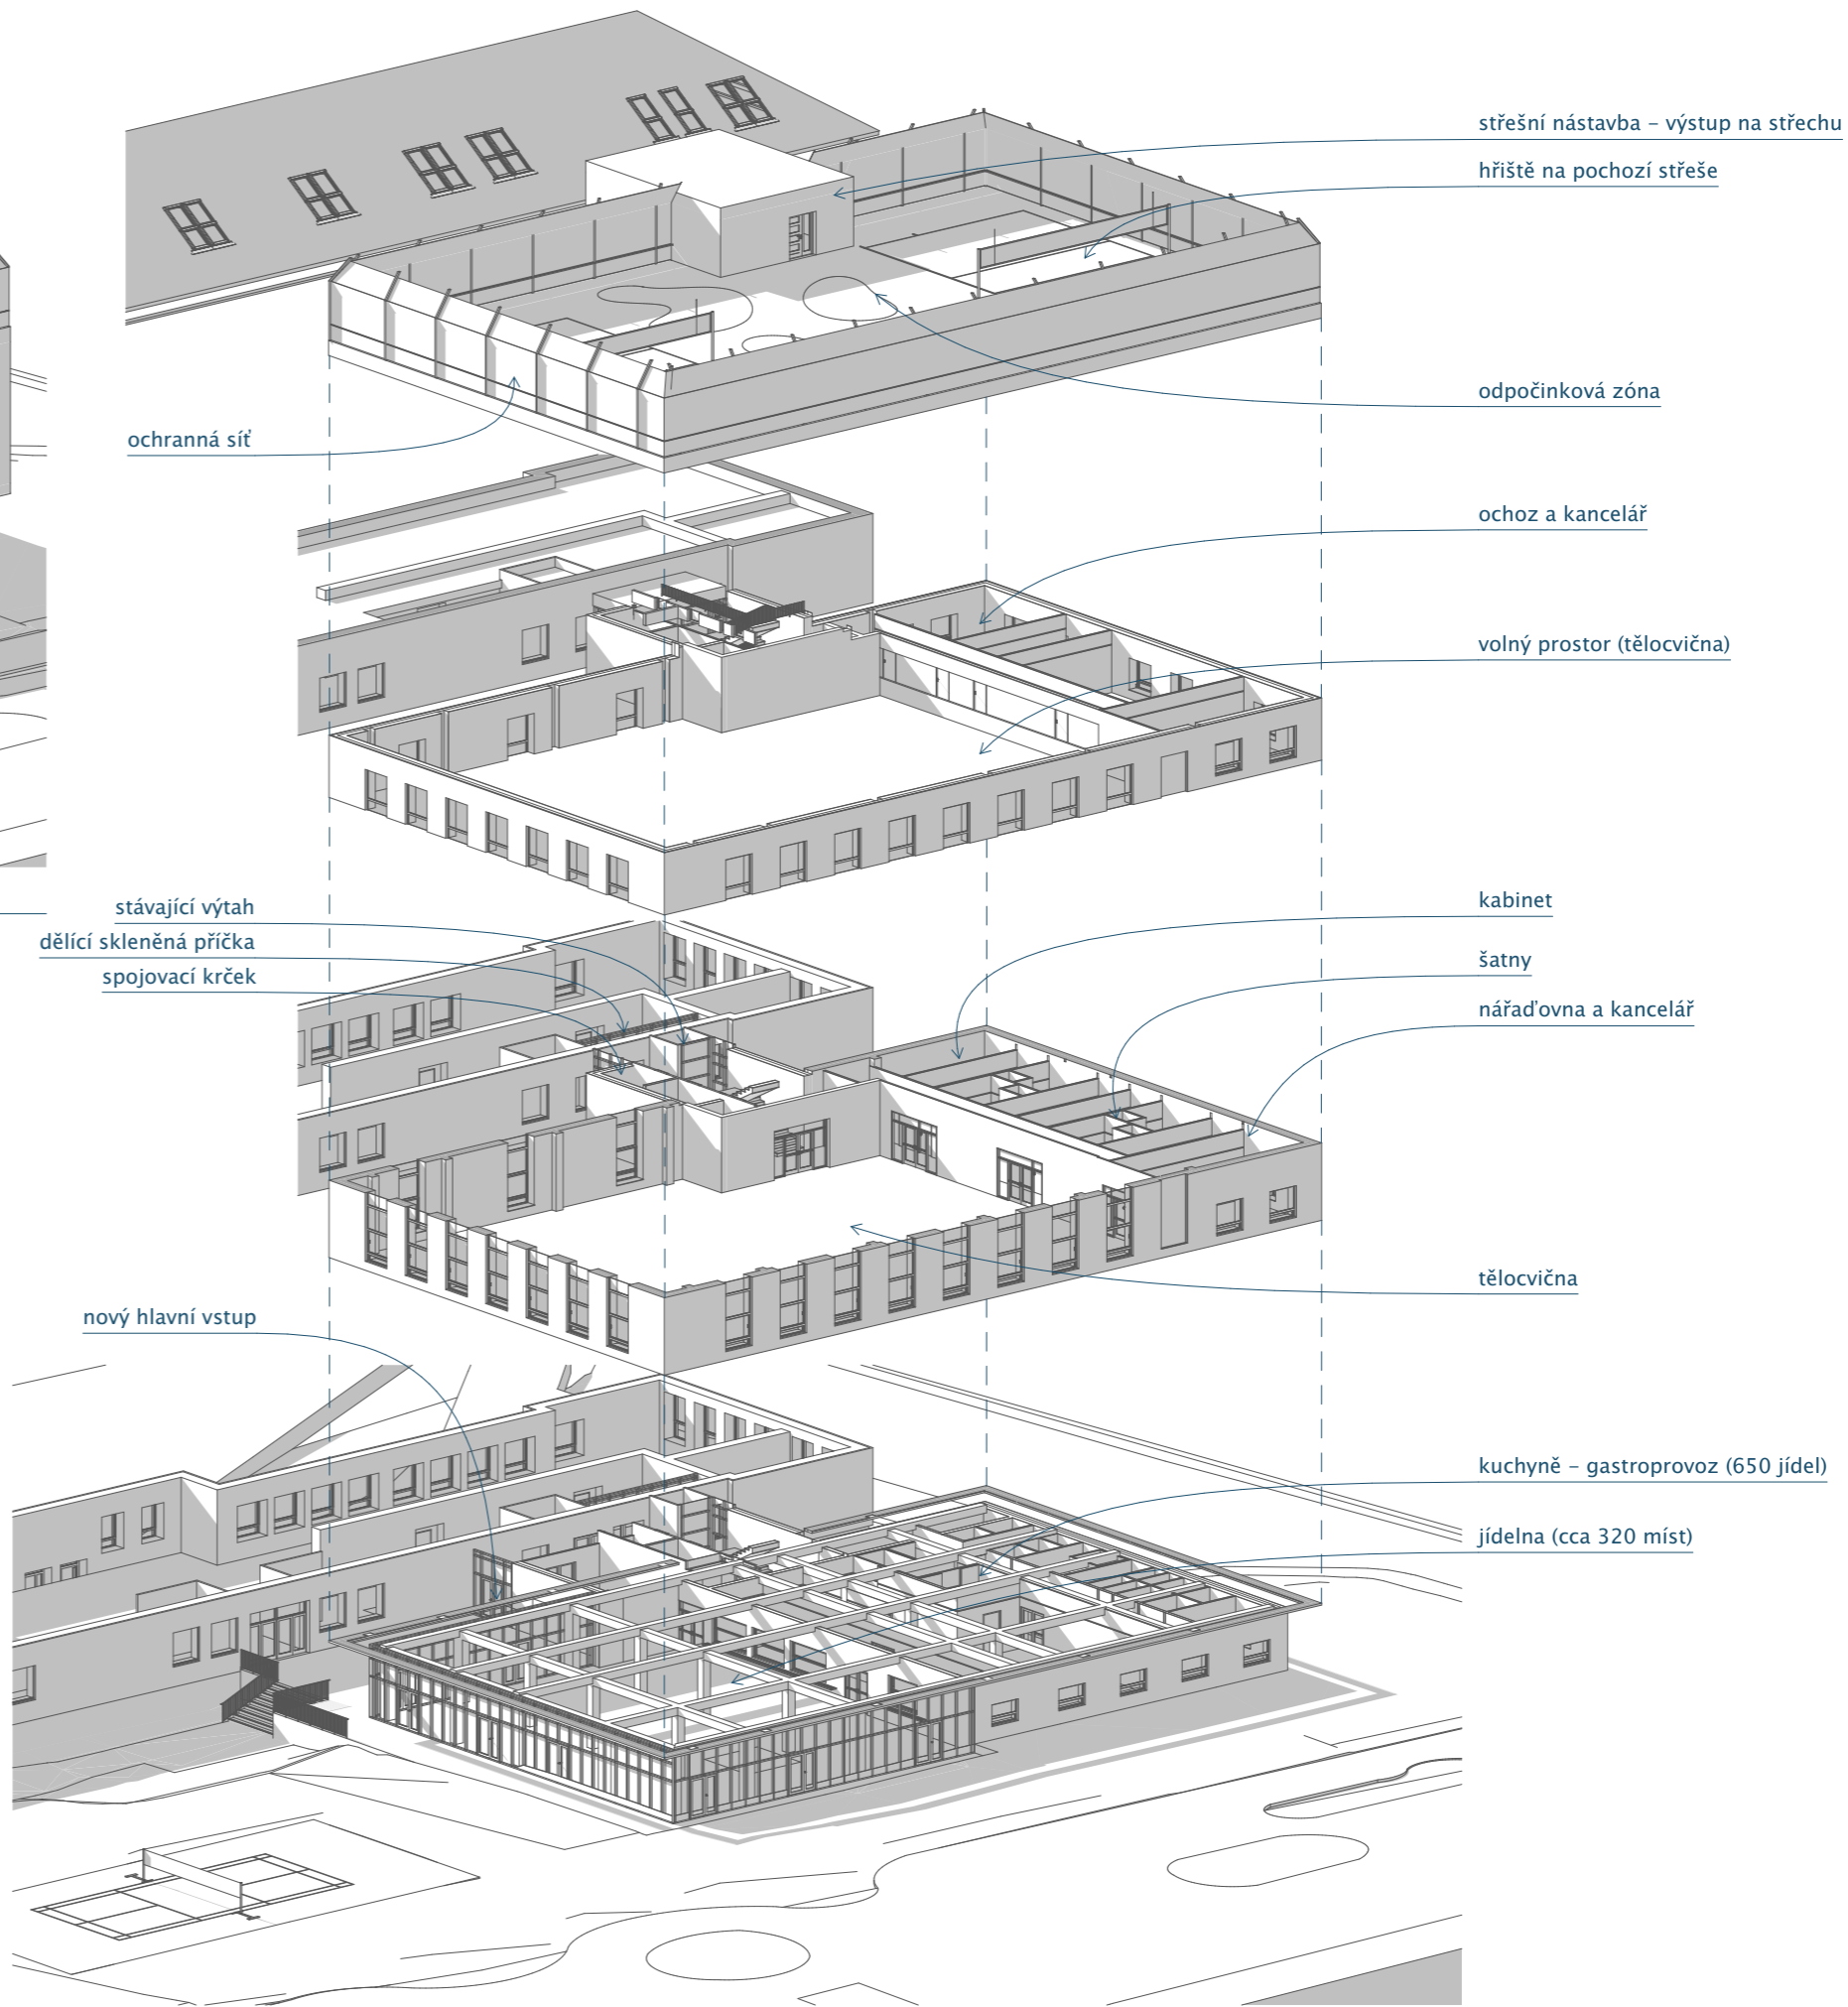 střešní nástavba – výstup na střechu
hřiště na pochozí střeše
odpočinková zóna
ochranná síť
ochoz a kancelář
volný prostor (tělocvična)
stávající výtah
dělící skleněná příčka
spojovací krček
kabinet
šatny
nářaďovna a kancelář
tělocvična
nový hlavní vstup
kuchyně – gastroprovoz (650 jídel)
jídelna (cca 320 míst)